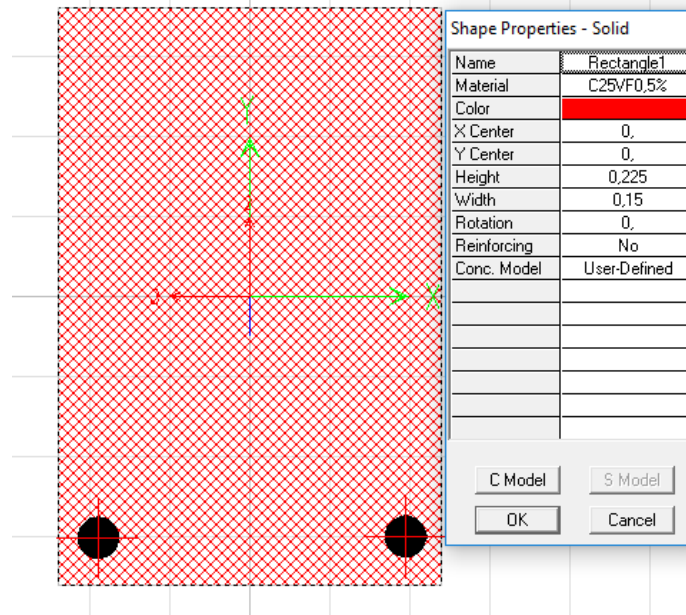 Shape Properties - Solid
Name Rectangle1
Material C25VF0,5%
Color
X Center 0,
Y Center 0,
Height 0,225
Width 0,15
Rotation 0,
Reinforcing No
Conc. Model User-Defined
C Model S Model
OK Cancel
Y
X